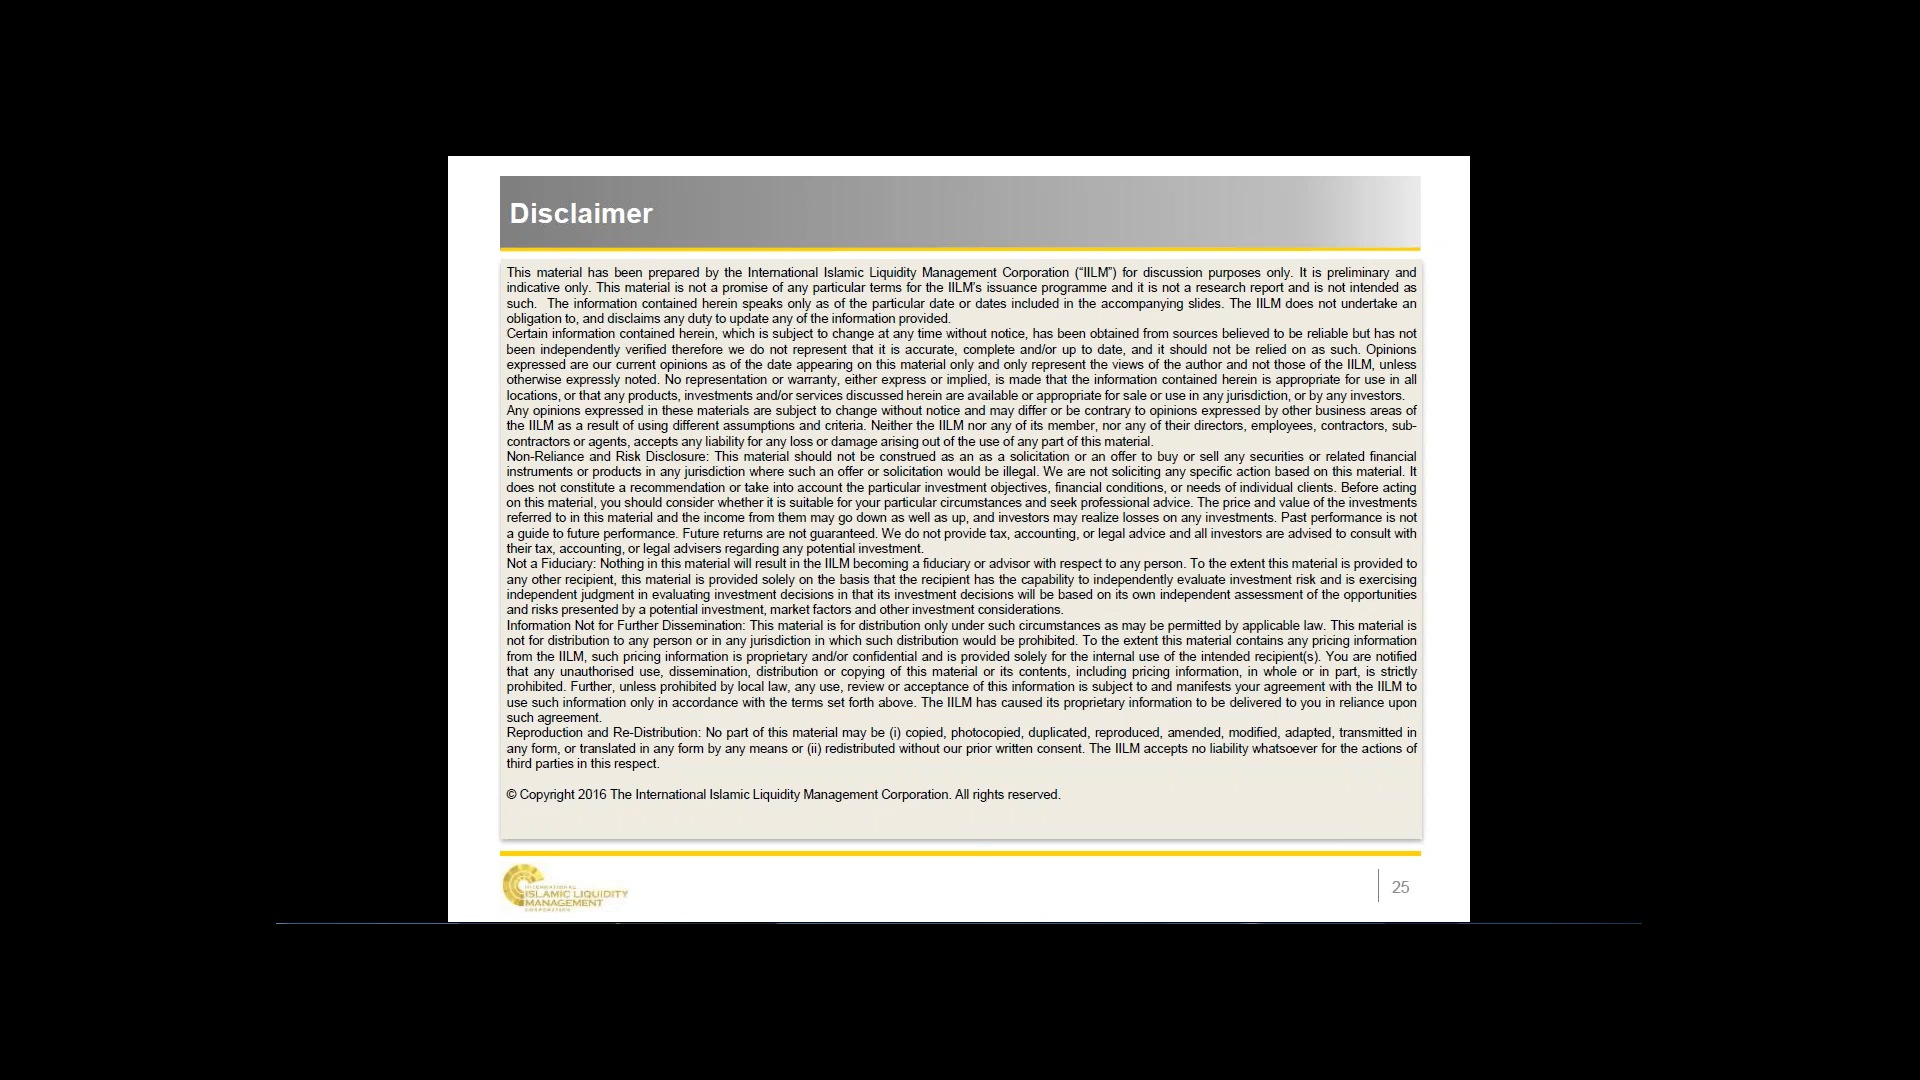 Disclaimer
This material has been prepared by the International Islamic Liquidity Management Corporation (“IILM”) for discussion purposes only. It is preliminary and
indicative only. This material is not a promise of any particular terms for the IILM’s issuance programme and it is not a research report and is not intended as
such.  The information contained herein speaks only as of the particular date or dates included in the accompanying slides. The IILM does not undertake an
obligation to, and disclaims any duty to update any of the information provided.
Certain information contained herein, which is subject to change at any time without notice, has been obtained from sources believed to be reliable but has not
been independently verified therefore we do not represent that it is accurate, complete and/or up to date, and it should not be relied on as such. Opinions
expressed are our current opinions as of the date appearing on this material only and only represent the views of the author and not those of the IILM, unless
otherwise expressly noted. No representation or warranty, either express or implied, is made that the information contained herein is appropriate for use in all
locations, or that any products, investments and/or services discussed herein are available or appropriate for sale or use in any jurisdiction, or by any investors.
Any opinions expressed in these materials are subject to change without notice and may differ or be contrary to opinions expressed by other business areas of
the IILM as a result of using different assumptions and criteria. Neither the IILM nor any of its member, nor any of their directors, employees, contractors, sub-
contractors or agents, accepts any liability for any loss or damage arising out of the use of any part of this material.
Non-Reliance and Risk Disclosure: This material should not be construed as an as a solicitation or an offer to buy or sell any securities or related financial
instruments or products in any jurisdiction where such an offer or solicitation would be illegal. We are not soliciting any specific action based on this material. It
does not constitute a recommendation or take into account the particular investment objectives, financial conditions, or needs of individual clients. Before acting
on this material, you should consider whether it is suitable for your particular circumstances and seek professional advice. The price and value of the investments
referred to in this material and the income from them may go down as well as up, and investors may realize losses on any investments. Past performance is not
a guide to future performance. Future returns are not guaranteed. We do not provide tax, accounting, or legal advice and all investors are advised to consult with
their tax, accounting, or legal advisers regarding any potential investment.
Not a Fiduciary: Nothing in this material will result in the IILM becoming a fiduciary or advisor with respect to any person. To the extent this material is provided to
any other recipient, this material is provided solely on the basis that the recipient has the capability to independently evaluate investment risk and is exercising
independent judgment in evaluating investment decisions in that its investment decisions will be based on its own independent assessment of the opportunities
and risks presented by a potential investment, market factors and other investment considerations.
Information Not for Further Dissemination: This material is for distribution only under such circumstances as may be permitted by applicable law. This material is
not for distribution to any person or in any jurisdiction in which such distribution would be prohibited. To the extent this material contains any pricing information
from the IILM, such pricing information is proprietary and/or confidential and is provided solely for the internal use of the intended recipient(s). You are notified
that any unauthorised use, dissemination, distribution or copying of this material or its contents, including pricing information, in whole or in part, is strictly
prohibited. Further, unless prohibited by local law, any use, review or acceptance of this information is subject to and manifests your agreement with the IILM to
use such information only in accordance with the terms set forth above. The IILM has caused its proprietary information to be delivered to you in reliance upon
such agreement.
Reproduction and Re-Distribution: No part of this material may be (i) copied, photocopied, duplicated, reproduced, amended, modified, adapted, transmitted in
any form, or translated in any form by any means or (ii) redistributed without our prior written consent. The IILM accepts no liability whatsoever for the actions of
third parties in this respect.
© Copyright 2016 The International Islamic Liquidity Management Corporation. All rights reserved.
INTERNATIONAL
ISLAMIC LIQUIDITY
MANAGEMENT
CORPORATION
25